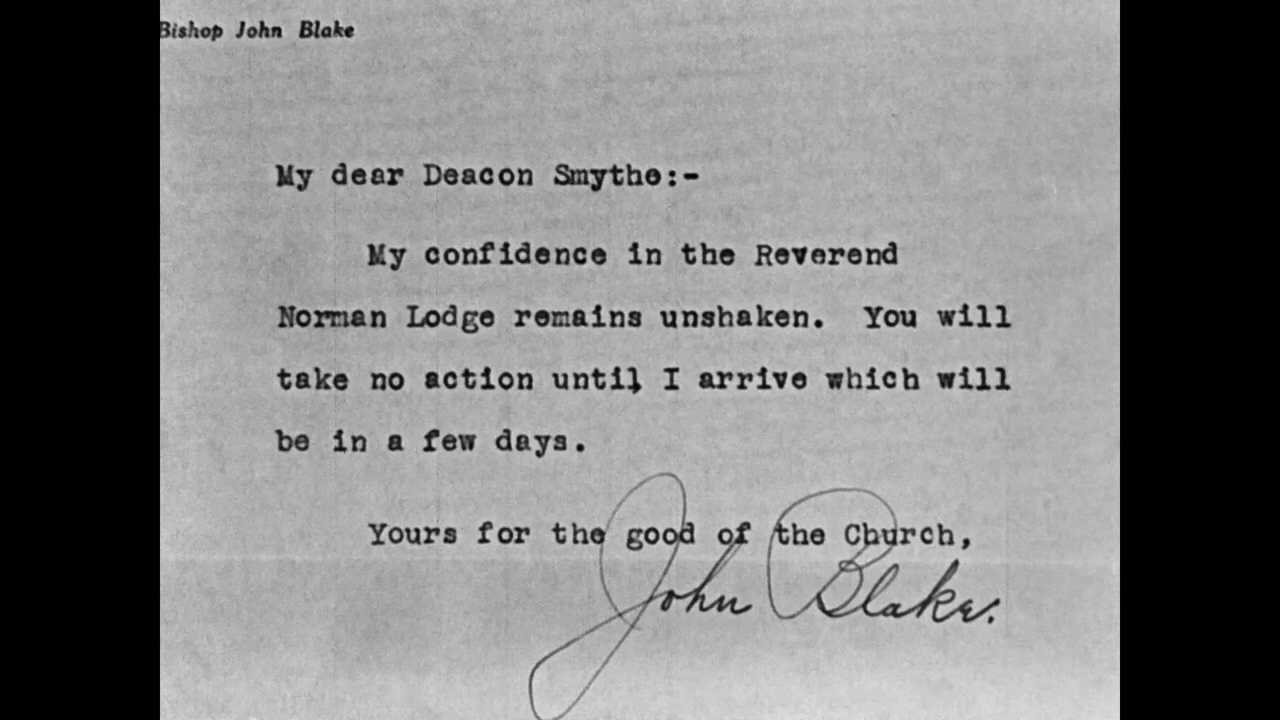 Bishop John Blake
My dear Deacon Smythe:-
My confidence in the Reverend
Norman Lodge remains unshaken. You will
take no action until I arrive which will
be in a few days.
Yours for the good of the Church,
John Blake.